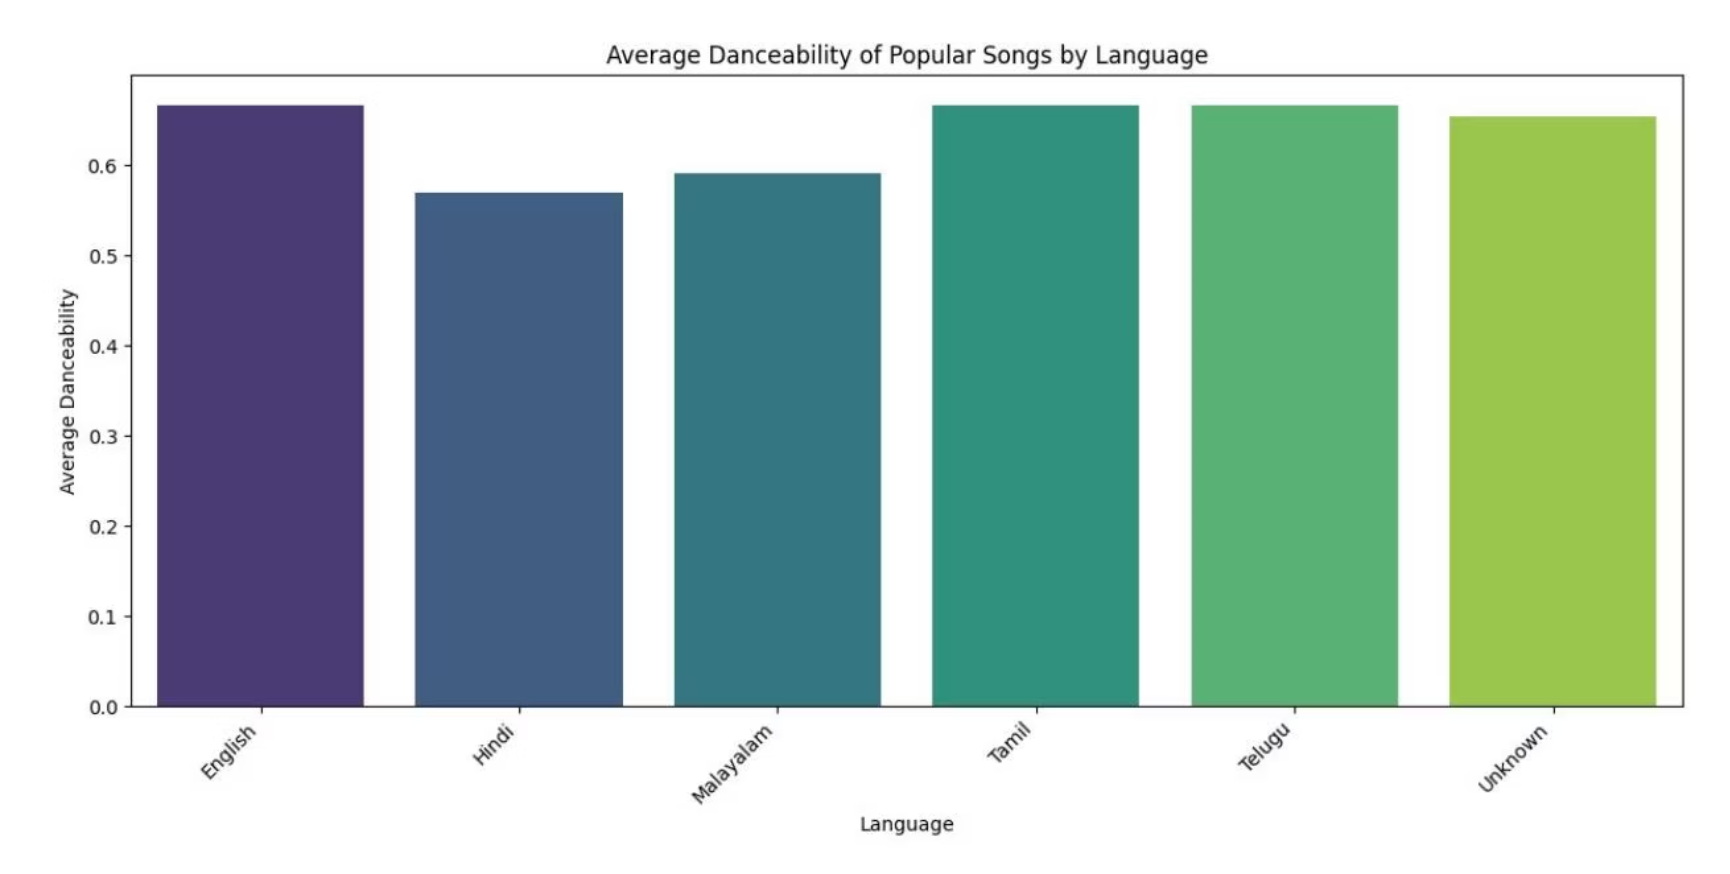 Average Danceability of Popular Songs by Language
Average Danceability
0.6
0.5
0.4
0.3
0.2
0.1
0.0
English
Hindi
Malayalam
Tamil
Telugu
Unknown
Language